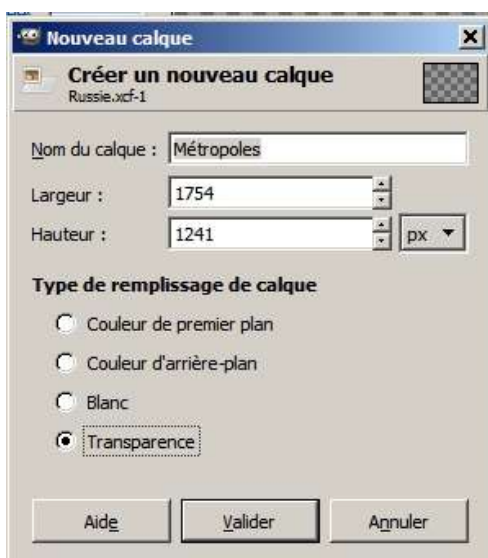 Nouveau calque
Créer un nouveau calque
Russie.xcf-1
Nom du calque : Métropoles
Largeur : 1754
Hauteur : 1241 px
Type de remplissage de calque
Couleur de premier plan
Couleur d'arrière-plan
Blanc
Transparence
Aide Valider Annuler